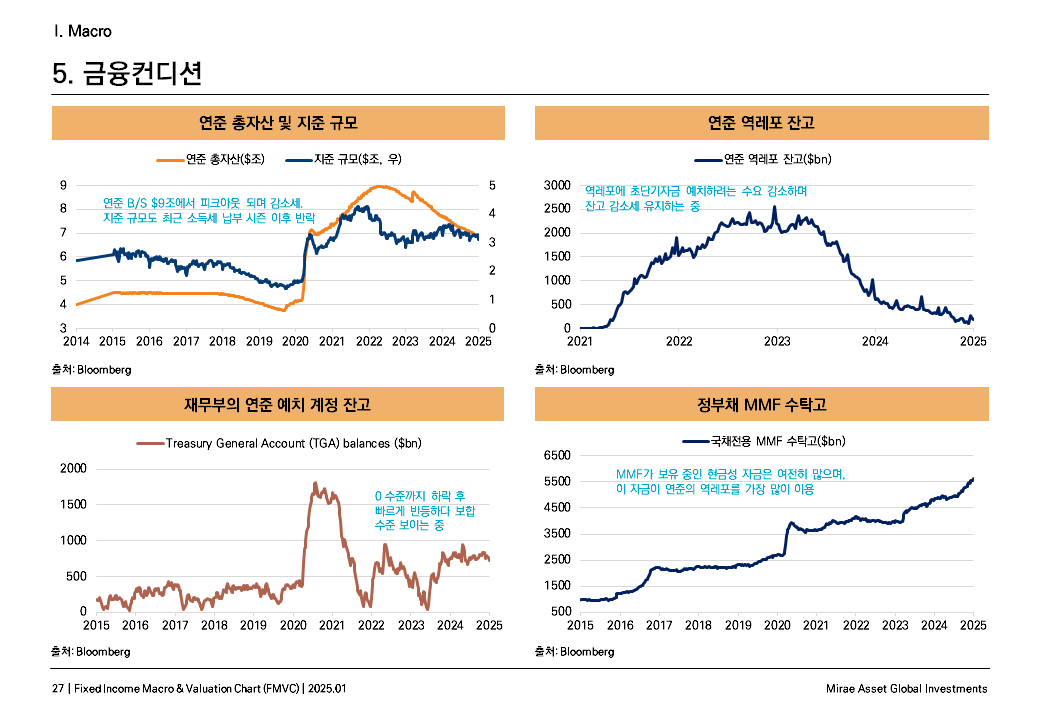 I. Macro
5. 금융컨디션
연준 총자산 및 지준 규모
연준 총자산($조)
지준 규모($조, 우)
연준 B/S $9조에서 피크아웃 되며 감소세.
지준 규모도 최근 소득세 납부 시즌 이후 반락
9
8
7
6
5
4
3
5
4
3
2
1
0
2014 2015 2016 2017 2018 2019 2020 2021 2022 2023 2024 2025
출처: Bloomberg
연준 역레포 잔고
연준 역레포 잔고($bn)
역레포에 초단기자금 예치하려는 수요 감소하며
잔고 감소세 유지하는 중
3000
2500
2000
1500
1000
500
0
2021 2022 2023 2024 2025
출처: Bloomberg
재무부의 연준 예치 계정 잔고
Treasury General Account (TGA) balances ($bn)
0 수준까지 하락 후
빠르게 반등하다 보합
수준 보이는 중
2000
1500
1000
500
0
2015 2016 2017 2018 2019 2020 2021 2022 2023 2024 2025
출처: Bloomberg
정부채 MMF 수탁고
국채전용 MMF 수탁고($bn)
MMF가 보유 중인 현금성 자금은 여전히 많으며,
이 자금이 연준의 역레포를 가장 많이 이용
6500
5500
4500
3500
2500
1500
500
2015 2016 2017 2018 2019 2020 2021 2022 2023 2024 2025
출처: Bloomberg
27 | Fixed Income Macro & Valuation Chart (FMVC) | 2025.01
Mirae Asset Global Investments